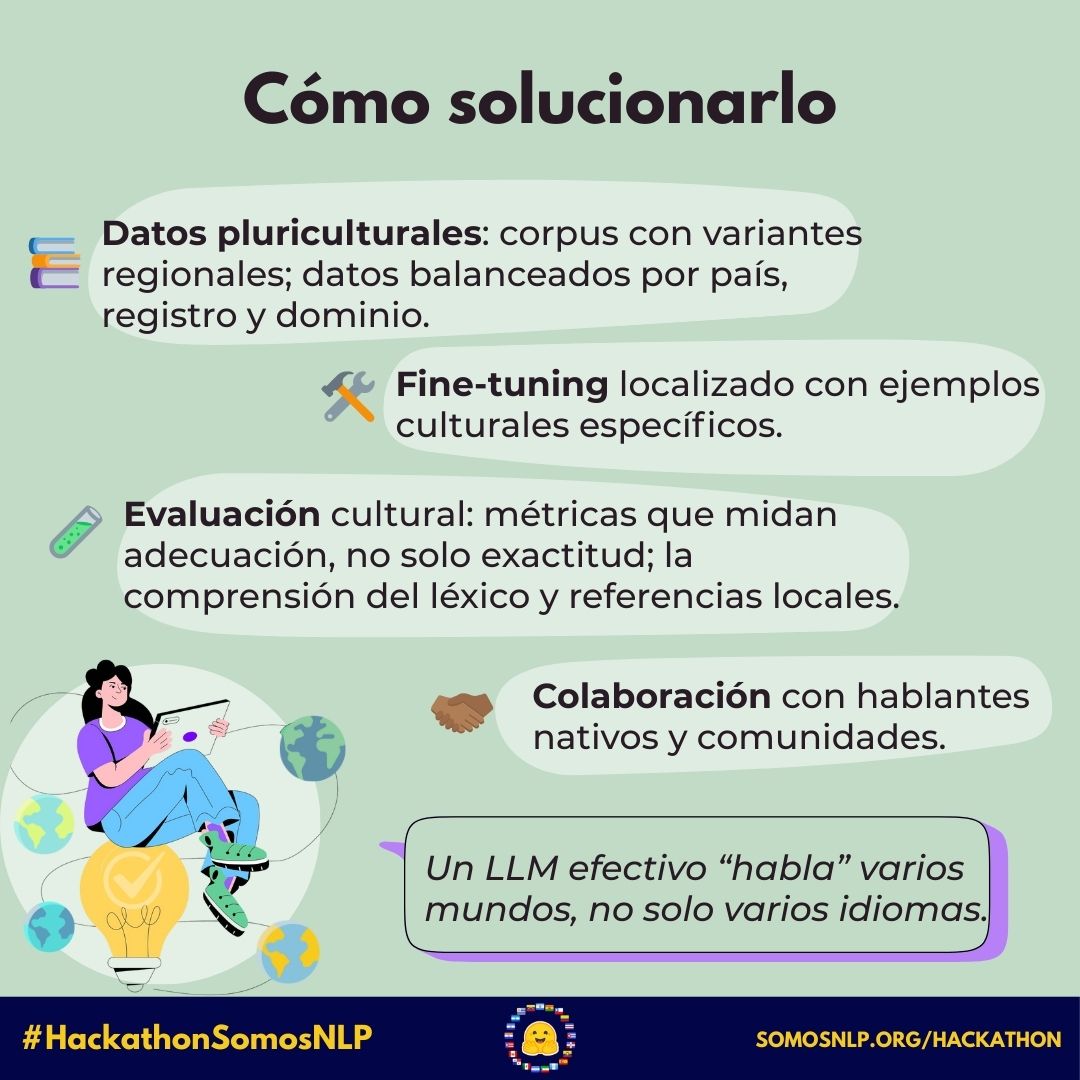 Cómo solucionarlo
Datos pluriculturales: corpus con variantes
regionales; datos balanceados por país,
registro y dominio.
Fine-tuning localizado con ejemplos
culturales específicos.
Evaluación cultural: métricas que midan
adecuación, no solo exactitud; la
comprensión del léxico y referencias locales.
Colaboración con hablantes
nativos y comunidades.
Un LLM efectivo “habla” varios
mundos, no solo varios idiomas.
#HackathonSomosNLP
SOMOSNLP.ORG/HACKATHON